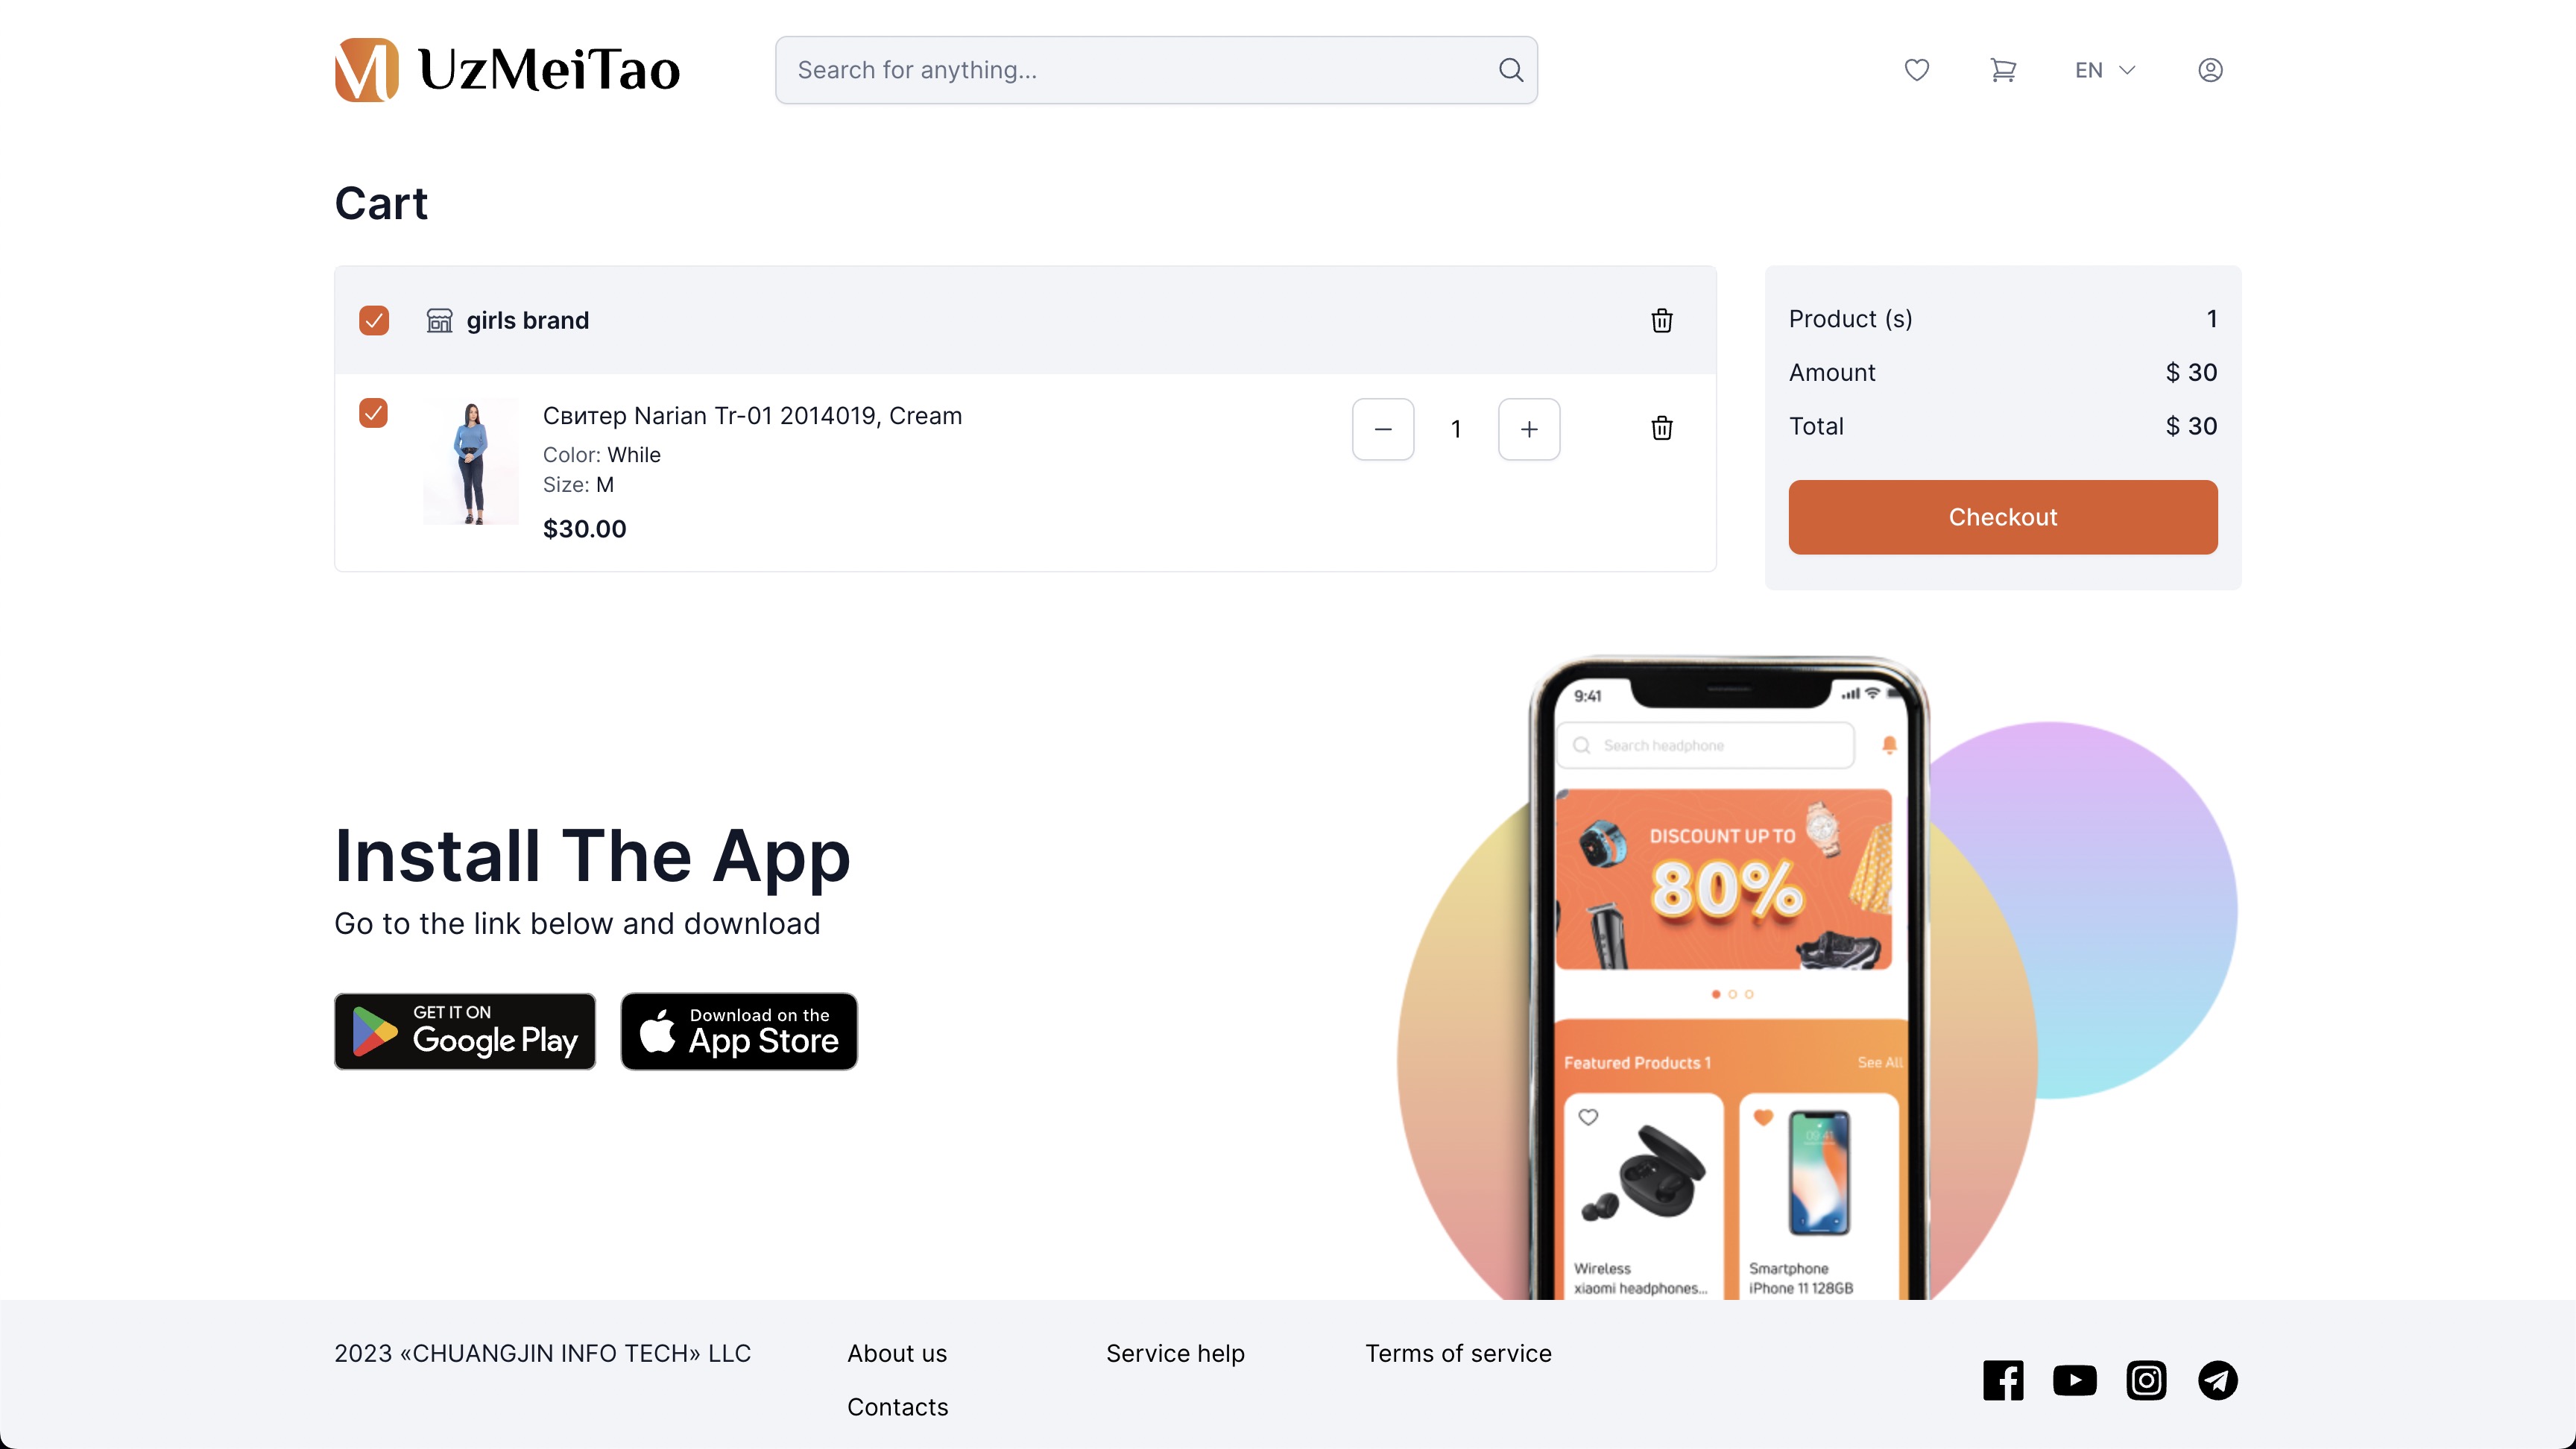 UzMeiTao
Search for anything...
EN
Cart
girls brand
Свитер Narian Tr-01 2014019, Cream
Color: While
Size: M
$30.00
1
Product (s) 1
Amount $ 30
Total $ 30
Checkout
Install The App
Go to the link below and download
GET IT ON
Google Play
Download on the
App Store
9:41
Search headphone
DISCOUNT UP TO
80%
Featured Products 1 See All
09:41
Wireless
xiaomi headphones...
Smartphone
iPhone 11 128GB
2023 «CHUANGJIN INFO TECH» LLC
About us
Service help
Terms of service
Contacts